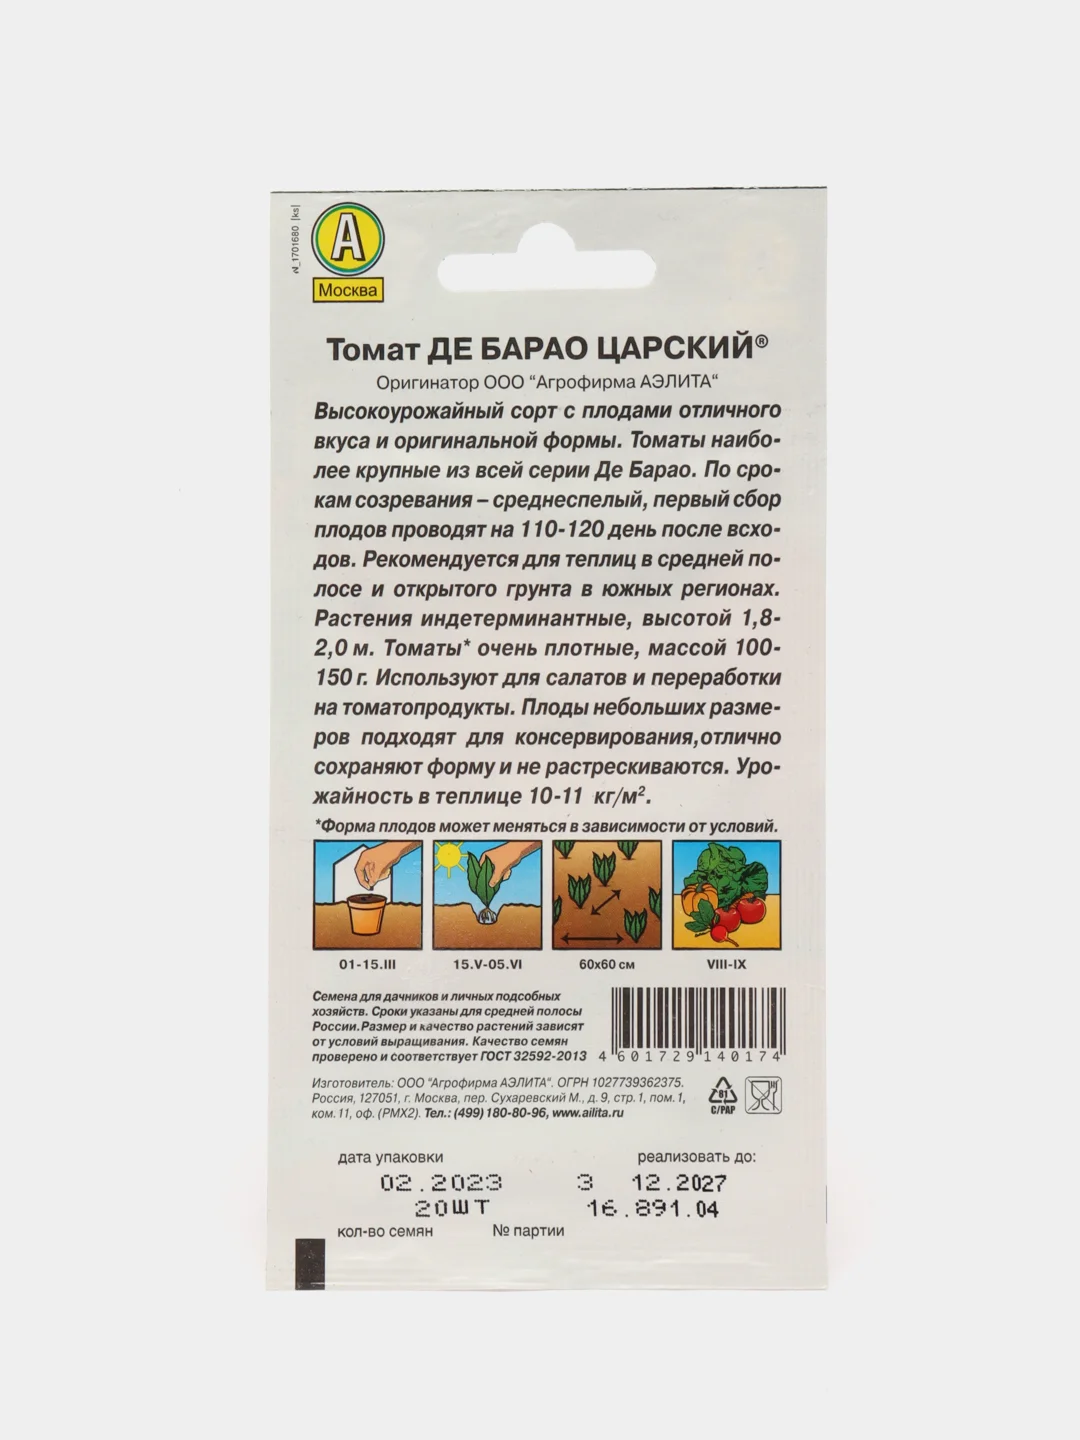 N_1701680 [ks]
А
Москва
Томат ДЕ БАРАО ЦАРСКИЙ®
Оригинатор ООО “Агрофирма АЭЛИТА“
Высокоурожайный сорт с плодами отличного
вкуса и оригинальной формы. Томаты наибо-
лее крупные из всей серии Де Барао. По сро-
кам созревания – среднеспелый, первый сбор
плодов проводят на 110-120 день после всхо-
дов. Рекомендуется для теплиц в средней по-
лосе и открытого грунта в южных регионах.
Растения индетерминантные, высотой 1,8-
2,0 м. Томаты* очень плотные, массой 100-
150 г. Используют для салатов и переработки
на томатопродукты. Плоды небольших разме-
ров подходят для консервирования,отлично
сохраняют форму и не растрескиваются. Уро-
жайность в теплице 10-11 кг/м².
*Форма плодов может меняться в зависимости от условий.
01-15.III 15.V-05.VI 60x60 см VIII-IX
Семена для дачников и личных подсобных
хозяйств. Сроки указаны для средней полосы
России.Размер и качество растений зависят
от условий выращивания. Качество семян
проверено и соответствует ГОСТ 32592-2013
4 601729 140174
Изготовитель: ООО “Агрофирма АЭЛИТА“. ОГРН 1027739362375.
Россия, 127051, г. Москва, пер. Сухаревский М., д. 9, стр. 1, пом. 1,
ком. 11, оф. (РМХ2). Тел.: (499) 180-80-96, www.ailita.ru
81
C/PAP
дата упаковки реализовать до:
02.2023 3 12.2027
20ШТ 16.891.04
кол-во семян № партии